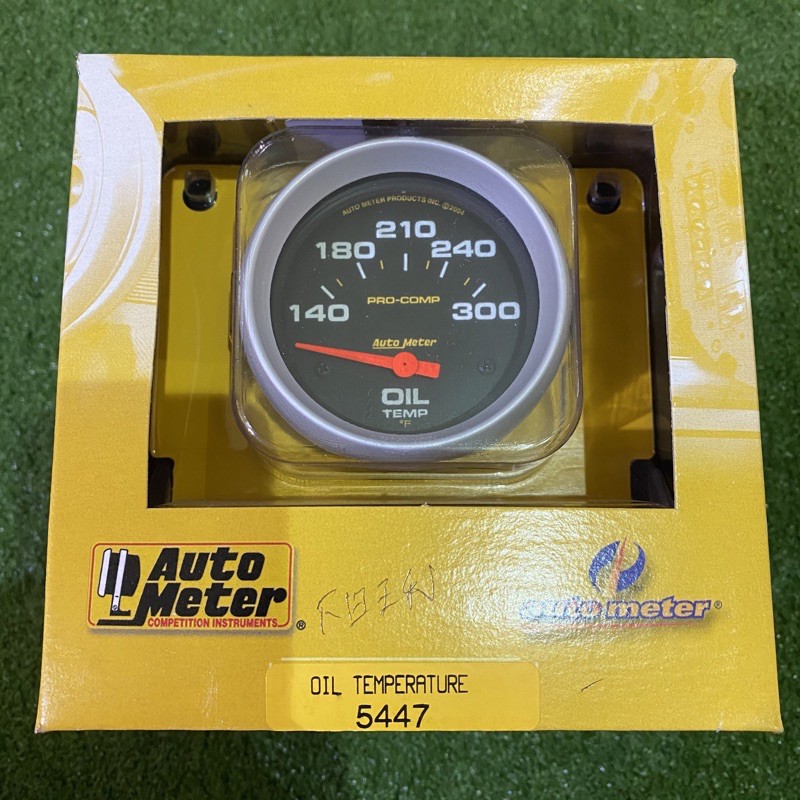 AUTO METER PRODUCTS INC. ©2004
210
180 240
140 300
PRO-COMP
Auto Meter
OIL
TEMP
°F
Auto
Meter®
COMPETITION INSTRUMENTS
auto meter®
OIL TEMPERATURE
5447